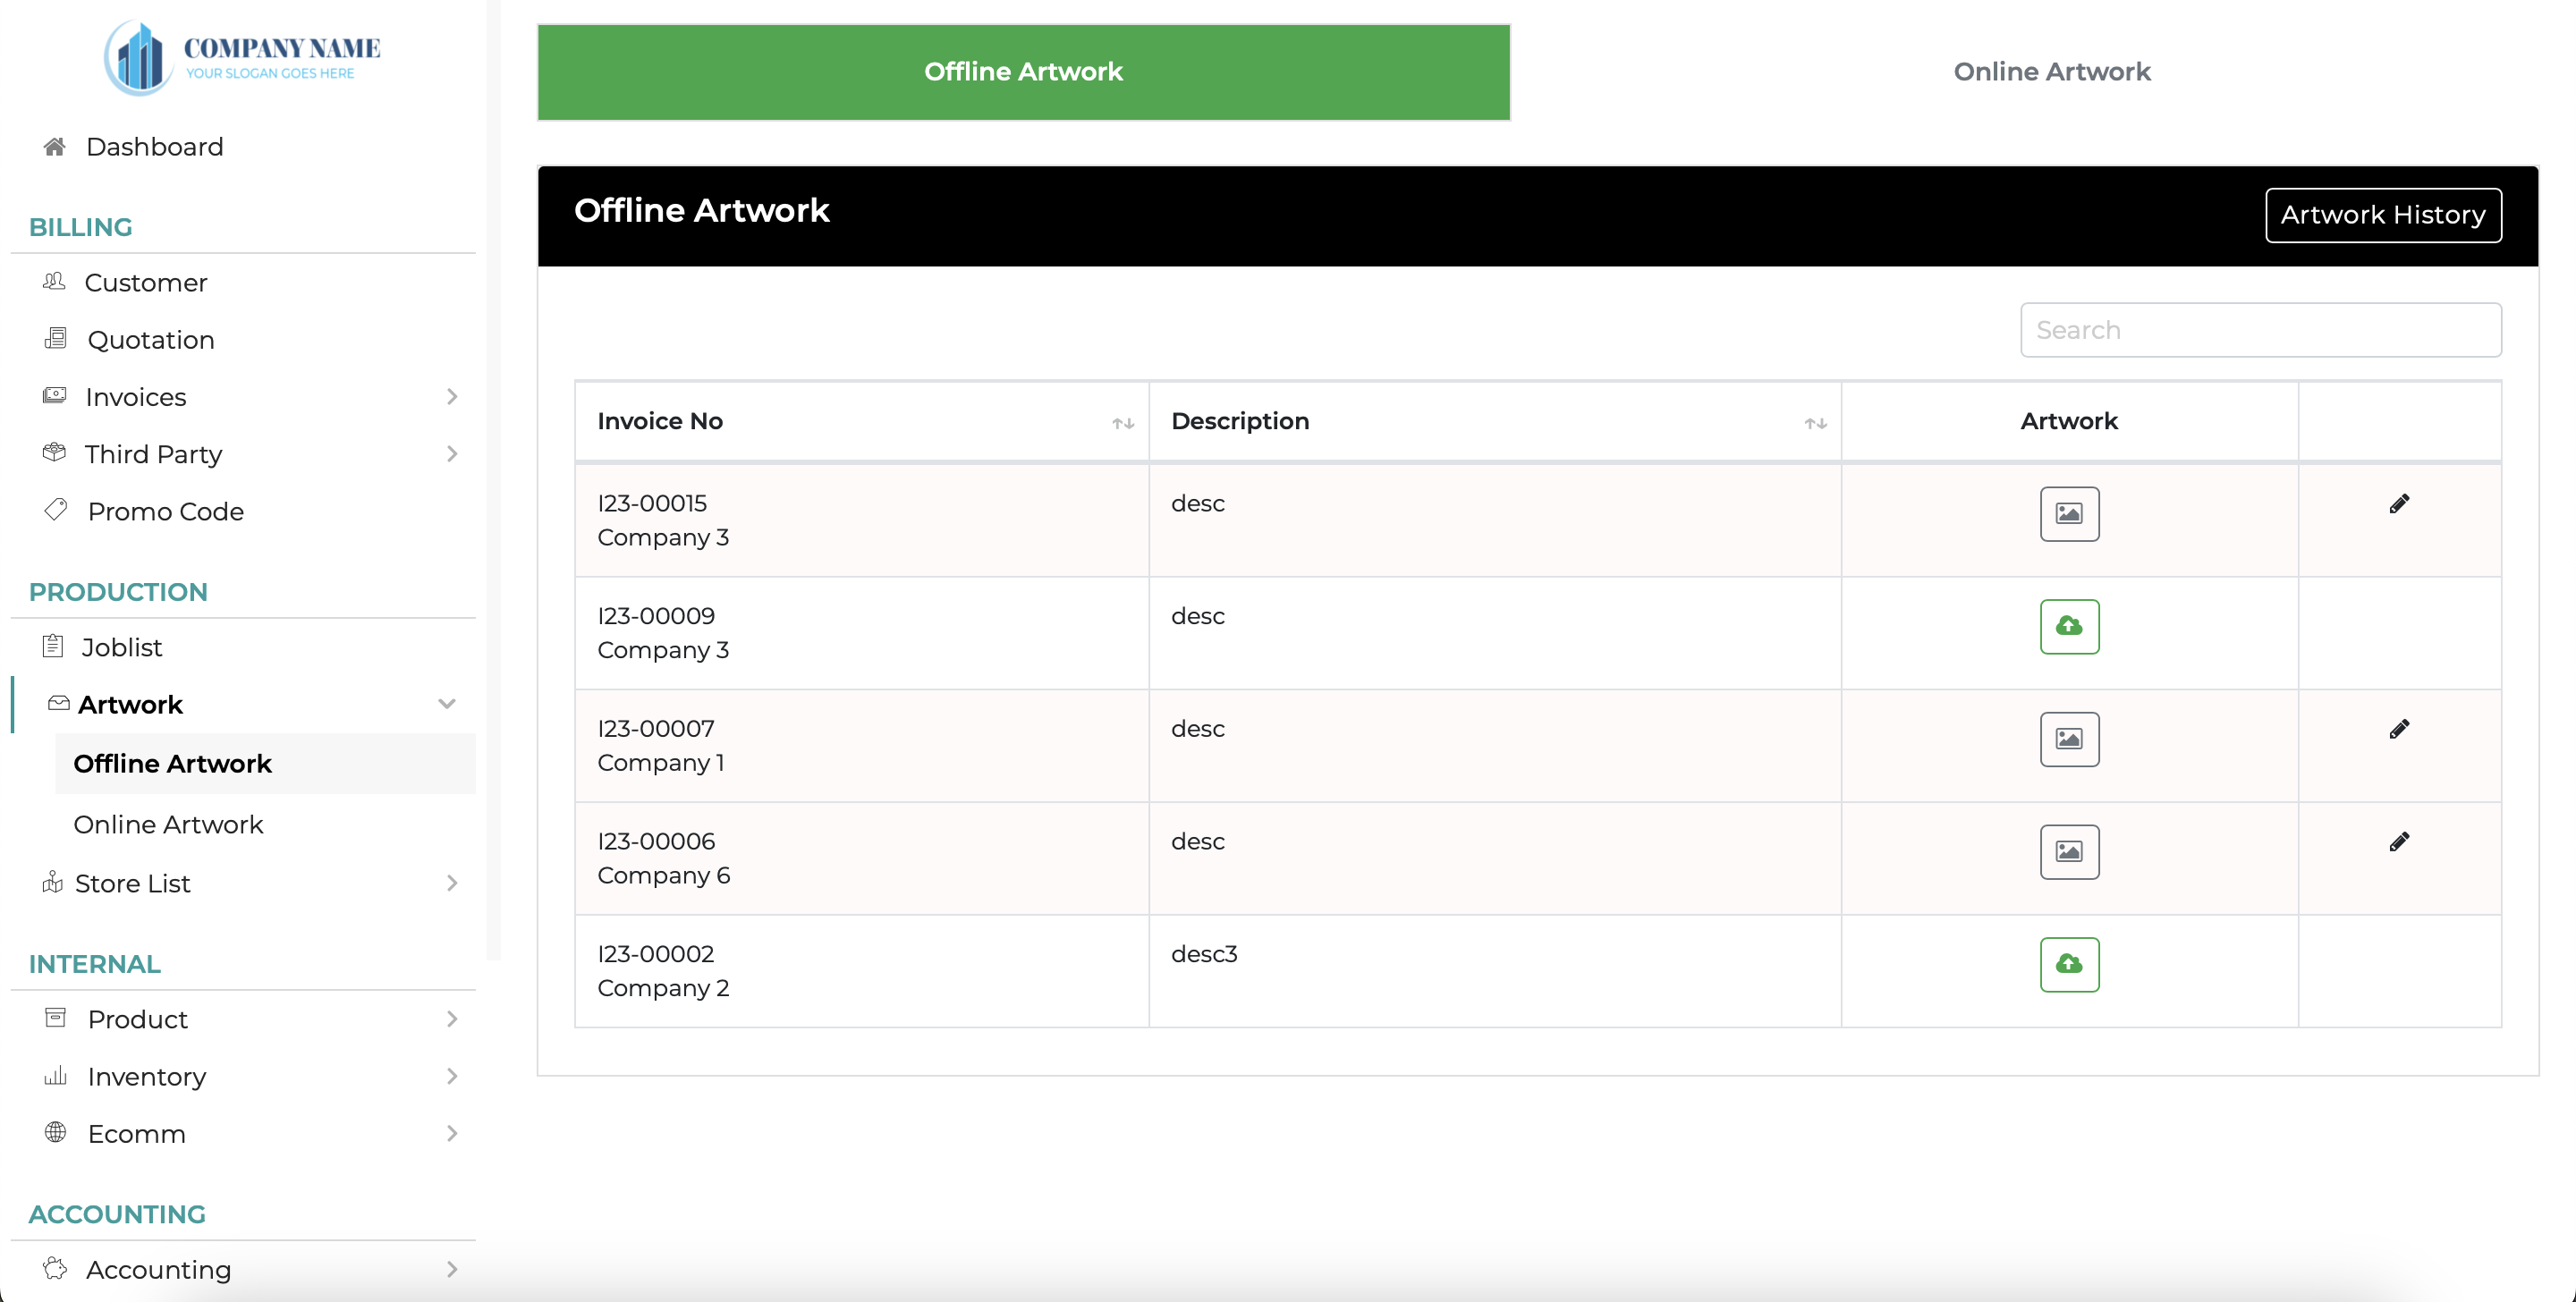 COMPANY NAME
YOUR SLOGAN GOES HERE
Dashboard
BILLING
Customer
Quotation
Invoices
Third Party
Promo Code
PRODUCTION
Joblist
Artwork
Offline Artwork
Online Artwork
Store List
INTERNAL
Product
Inventory
Ecomm
ACCOUNTING
Accounting
Offline Artwork
Online Artwork
Offline Artwork
Artwork History
Search
Invoice No
Description
Artwork
I23-00015
Company 3
desc
I23-00009
Company 3
desc
I23-00007
Company 1
desc
I23-00006
Company 6
desc
I23-00002
Company 2
desc3